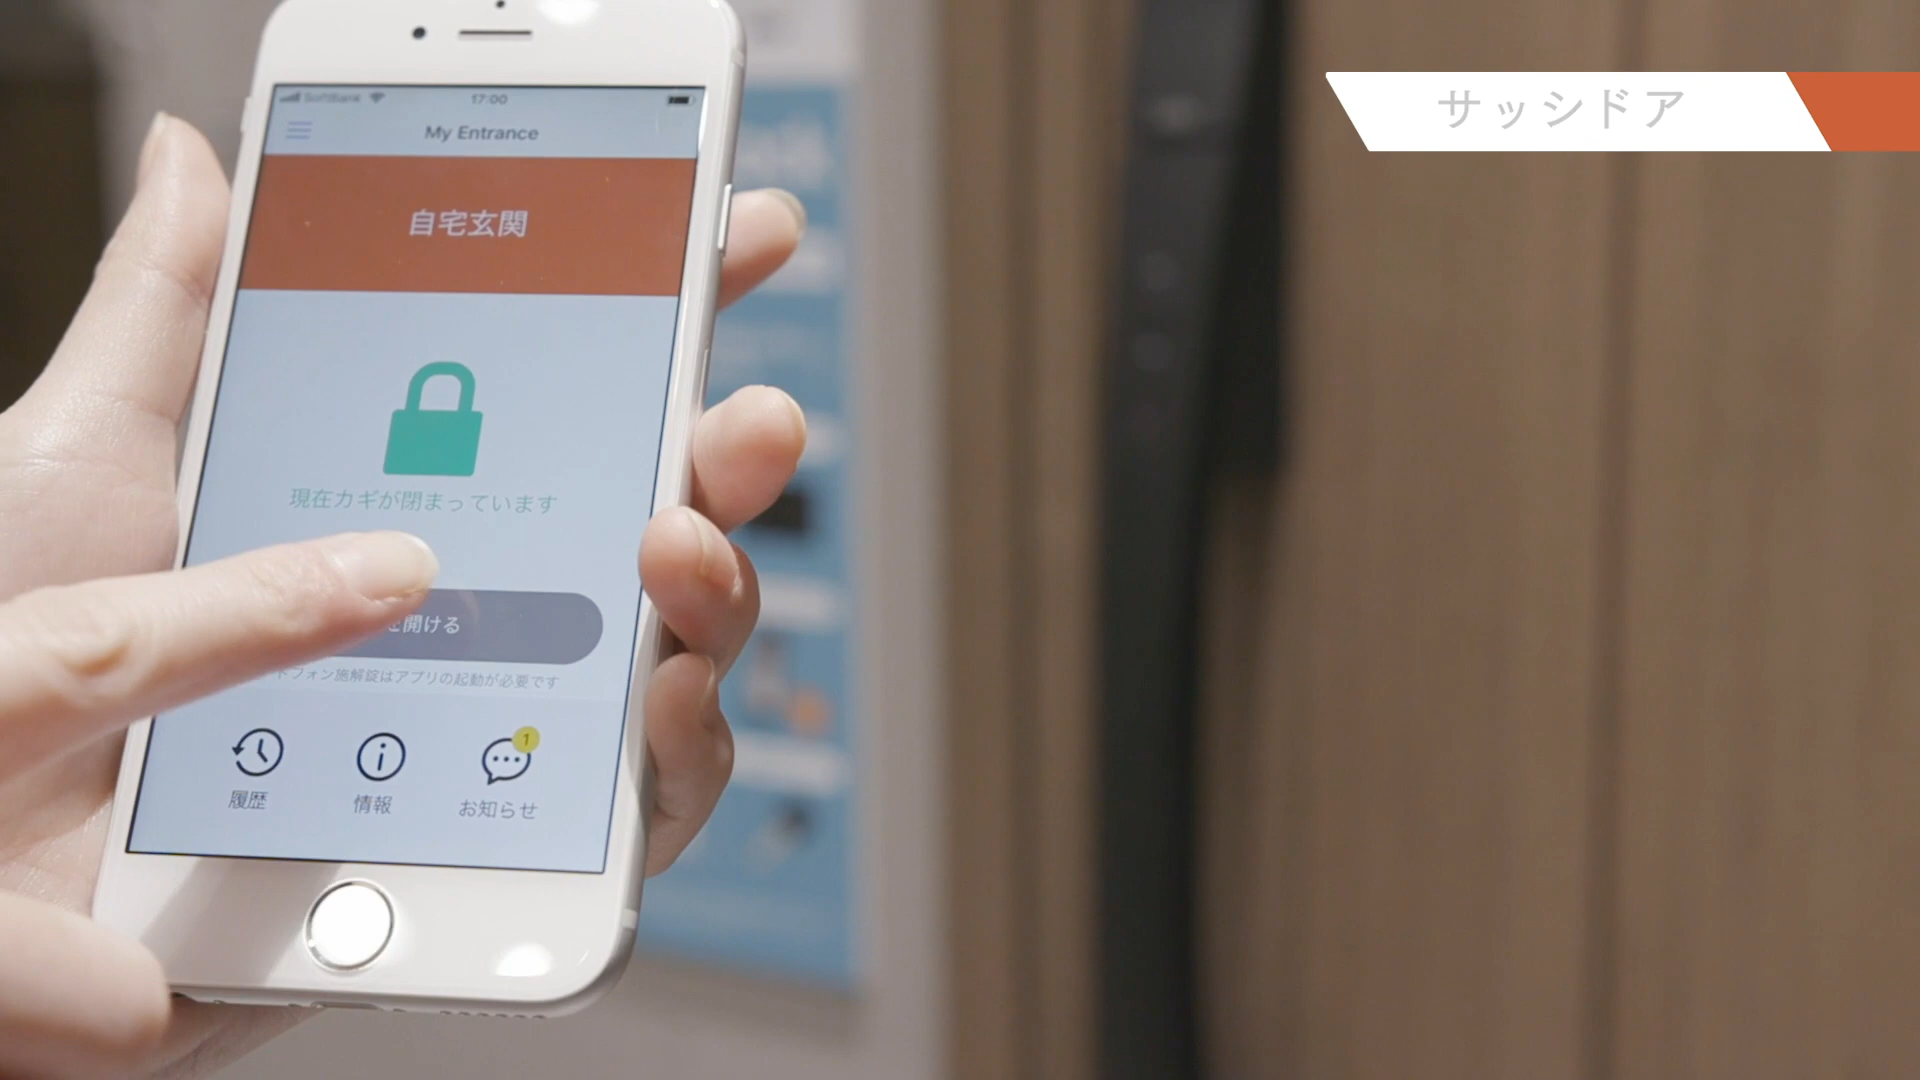 サッシドア
SoftBank
17:00
My Entrance
自宅玄関
現在カギが閉まっています
を開ける
トフォン施解錠はアプリの起動が必要です
1
履歴
情報
お知らせ